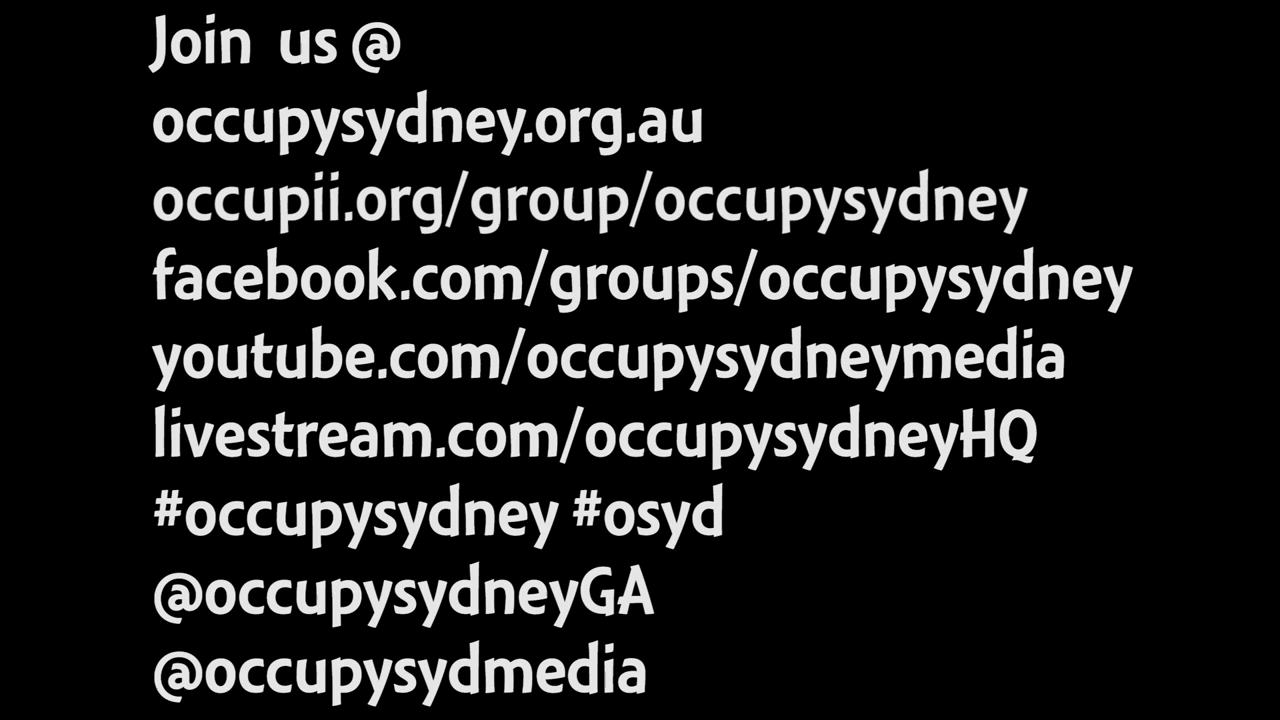 Join us @
occupysydney.org.au
occupii.org/group/occupysydney
facebook.com/groups/occupysydney
youtube.com/occupysydneymedia
livestream.com/occupysydneyHQ
#occupysydney #osyd
@occupysydneyGA
@occupysydmedia